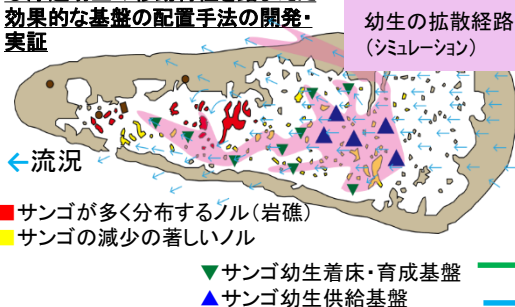 効果的な基盤の配置手法の開発・
実証
幼生の拡散経路
(シミュレーション)
←流況
■サンゴが多く分布するノル(岩礁)
■サンゴの減少の著しいノル
▼サンゴ幼生着床・育成基盤
▲サンゴ幼生供給基盤